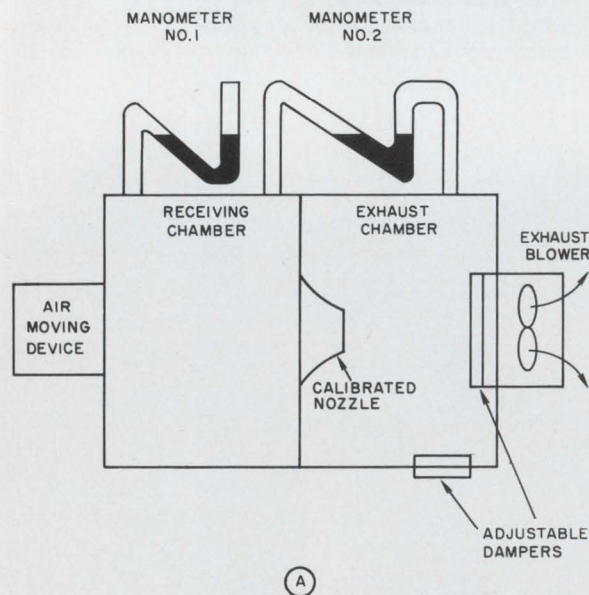 MANOMETER
NO.1
MANOMETER
NO.2
RECEIVING
CHAMBER
EXHAUST
CHAMBER
EXHAUST
BLOWER
AIR
MOVING
DEVICE
CALIBRATED
NOZZLE
ADJUSTABLE
DAMPERS
A